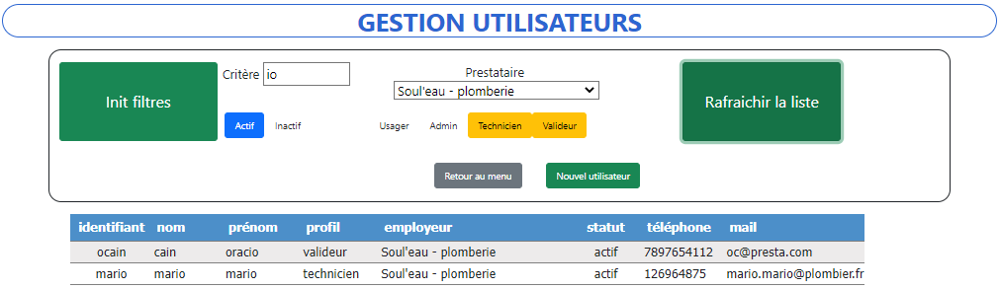 GESTION UTILISATEURS
Init filtres
Critère io
Prestataire
Soul'eau - plomberie
Rafraichir la liste
Actif Inactif
Usager Admin Technicien Valideur
Retour au menu Nouvel utilisateur
identifiant nom prénom profil employeur statut téléphone mail
ocain cain oracio valideur Soul'eau - plomberie actif 7897654112 oc@presta.com
mario mario mario technicien Soul'eau - plomberie actif 126964875 mario.mario@plombier.fr